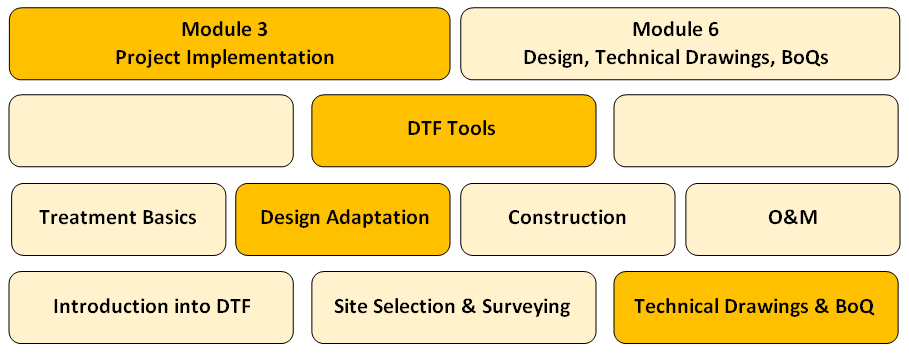 Module 3
Project Implementation
Module 6
Design, Technical Drawings, BoQs
DTF Tools
Treatment Basics
Design Adaptation
Construction
O&M
Introduction into DTF
Site Selection & Surveying
Technical Drawings & BoQ